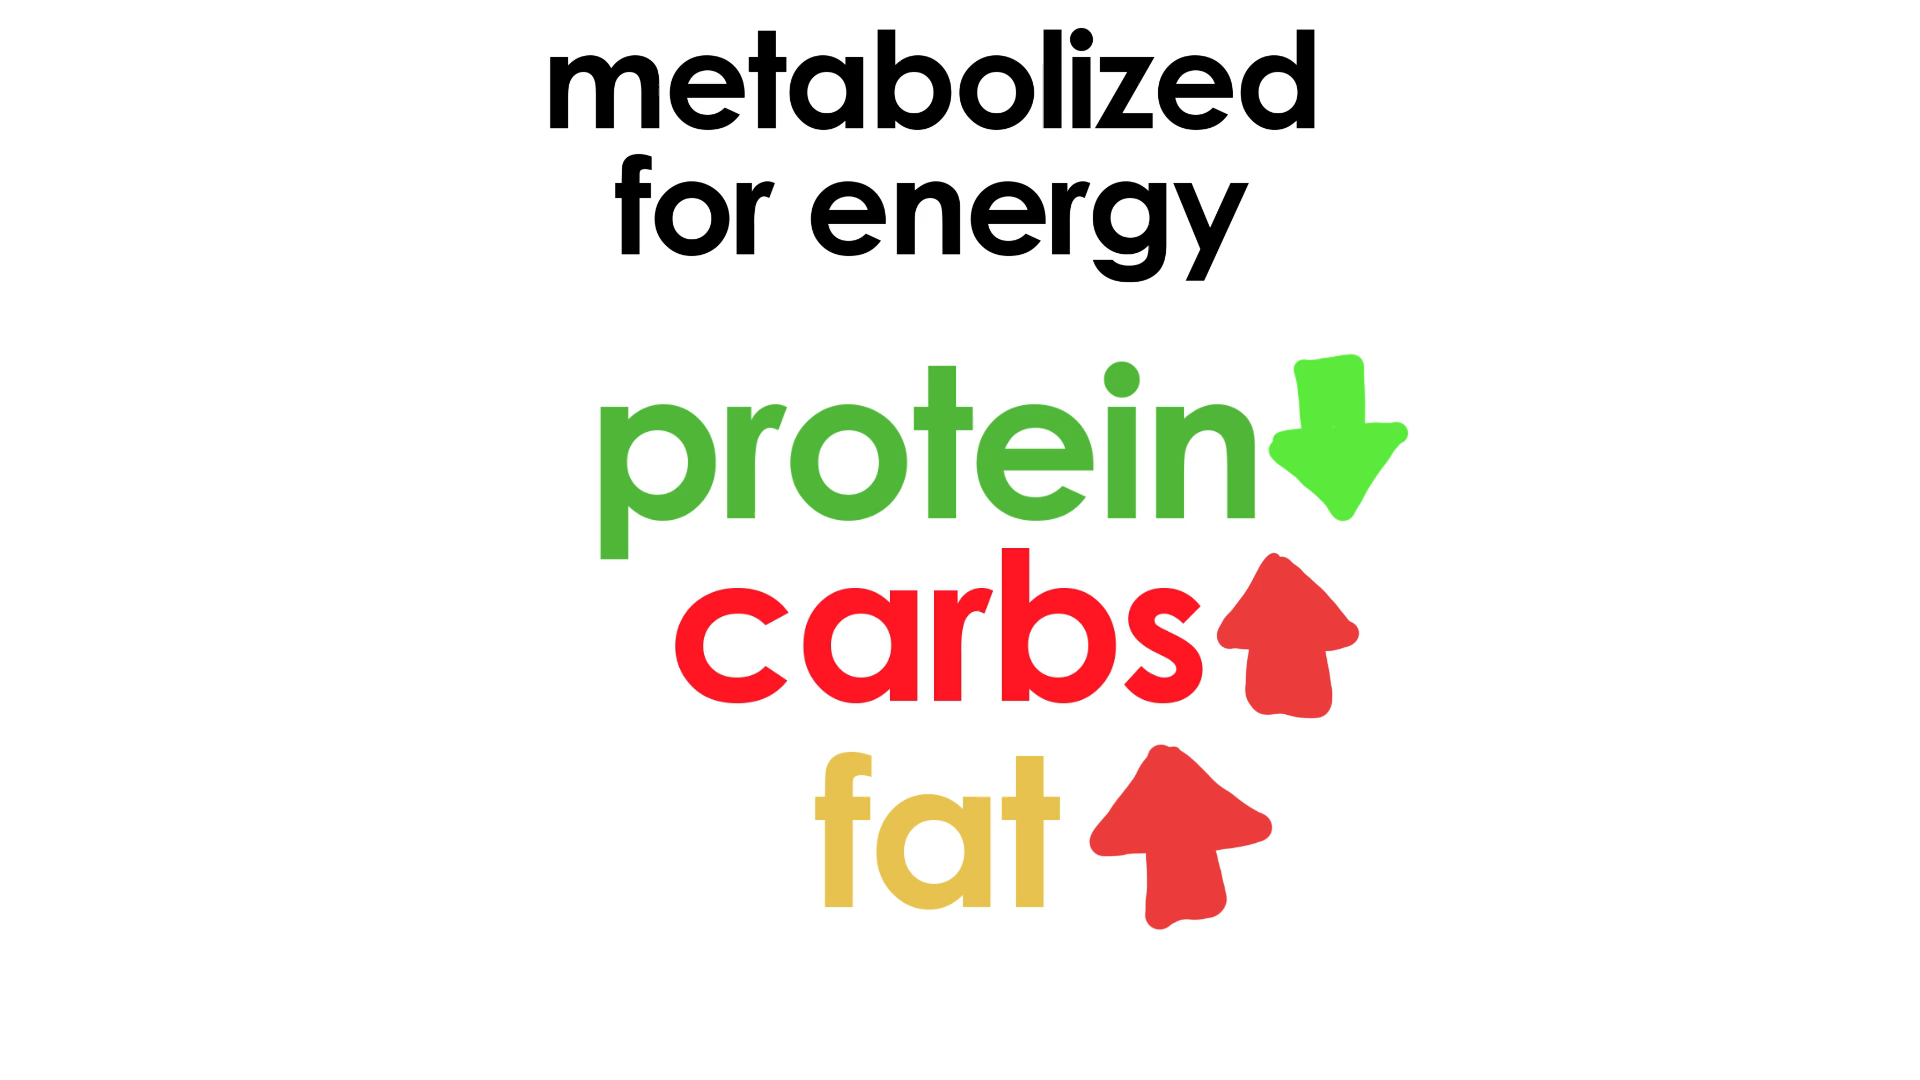 metabolized
for energy
protein
carbs
fat